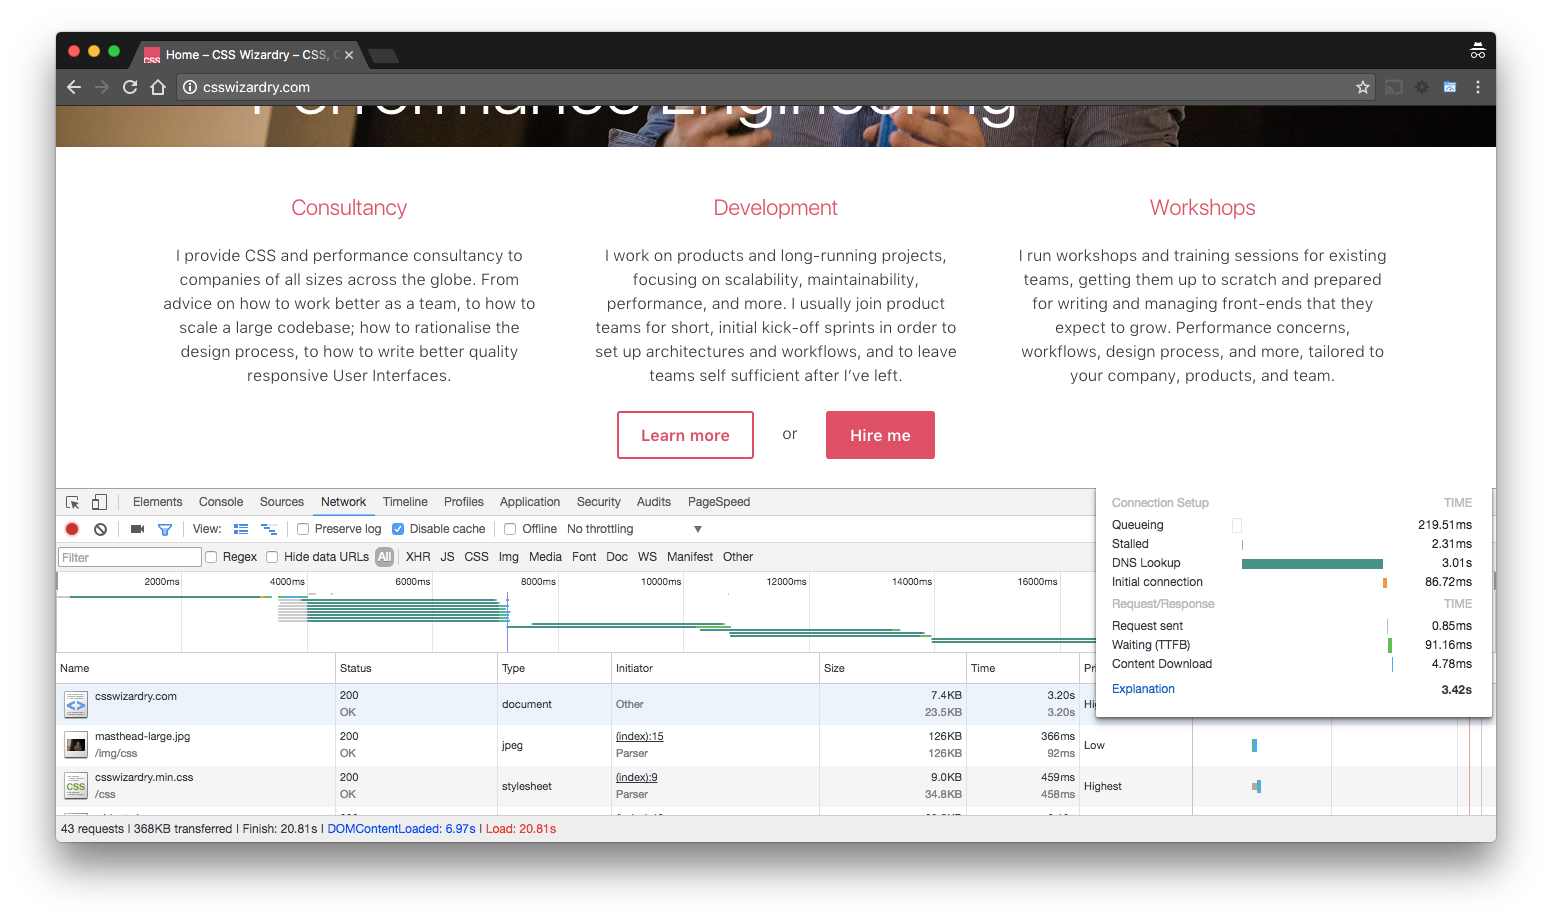 CSS
Home – CSS Wizardry – CSS,
csswizardry.com
Performance Engineering
Consultancy
I provide CSS and performance consultancy to
companies of all sizes across the globe. From
advice on how to work better as a team, to how to
scale a large codebase; how to rationalise the
design process, to how to write better quality
responsive User Interfaces.
Development
I work on products and long-running projects,
focusing on scalability, maintainability,
performance, and more. I usually join product
teams for short, initial kick-off sprints in order to
set up architectures and workflows, and to leave
teams self sufficient after I’ve left.
Workshops
I run workshops and training sessions for existing
teams, getting them up to scratch and prepared
for writing and managing front-ends that they
expect to grow. Performance concerns,
workflows, design process, and more, tailored to
your company, products, and team.
Learn more or Hire me
Elements Console Sources Network Timeline Profiles Application Security Audits PageSpeed
View: Preserve log Disable cache Offline No throttling ▼
Filter Regex Hide data URLs All XHR JS CSS Img Media Font Doc WS Manifest Other
2000ms 4000ms 6000ms 8000ms 10000ms 12000ms 14000ms 16000ms
Connection Setup TIME
Queueing 219.51ms
Stalled 2.31ms
DNS Lookup 3.01s
Initial connection 86.72ms
Request/Response TIME
Request sent 0.85ms
Waiting (TTFB) 91.16ms
Content Download 4.78ms
Explanation 3.42s
Name Status Type Initiator Size Time
csswizardry.com 200 OK document Other 7.4KB 23.5KB 3.20s 3.20s
masthead-large.jpg /img/css 200 OK jpeg (index):15 Parser 126KB 126KB 366ms 92ms Low
CSS csswizardry.min.css /css 200 OK stylesheet (index):9 Parser 9.0KB 34.8KB 459ms 458ms Highest
43 requests | 368KB transferred | Finish: 20.81s | DOMContentLoaded: 6.97s | Load: 20.81s